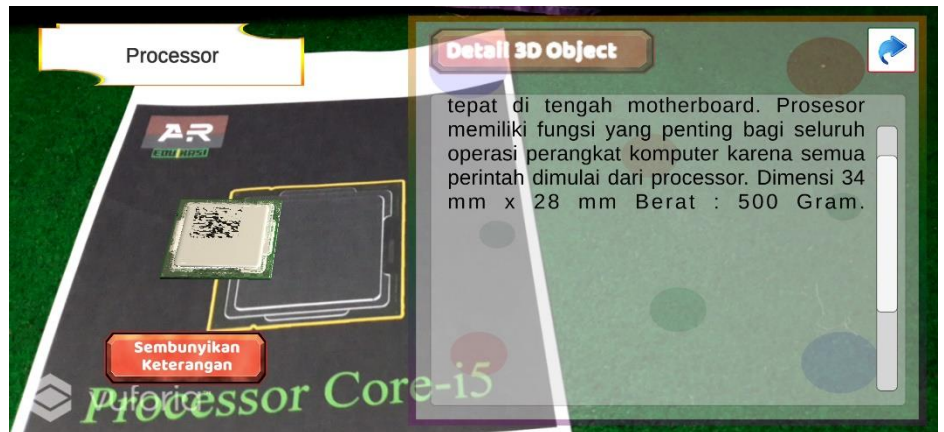 Processor
Detail 3D Object
tepat di tengah motherboard. Prosesor
memiliki fungsi yang penting bagi seluruh
operasi perangkat komputer karena semua
perintah dimulai dari processor. Dimensi 34
mm x 28 mm Berat : 500 Gram.
AR
EDUKASI
Sembunyikan
Keterangan
Processor Core-i5
vuforia